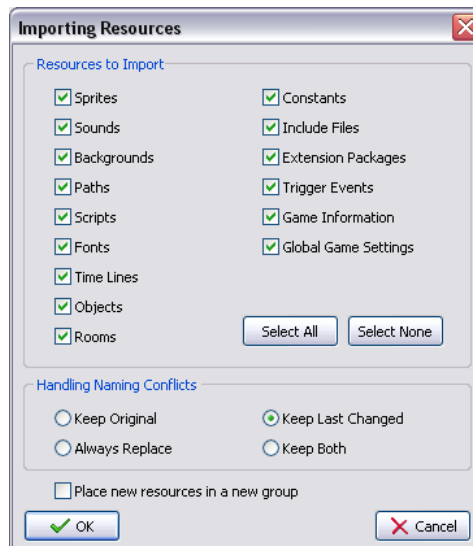 Importing Resources
Resources to Import
Sprites
Sounds
Backgrounds
Paths
Scripts
Fonts
Time Lines
Objects
Rooms
Constants
Include Files
Extension Packages
Trigger Events
Game Information
Global Game Settings
Select All
Select None
Handling Naming Conflicts
Keep Original
Keep Last Changed
Always Replace
Keep Both
Place new resources in a new group
OK
Cancel